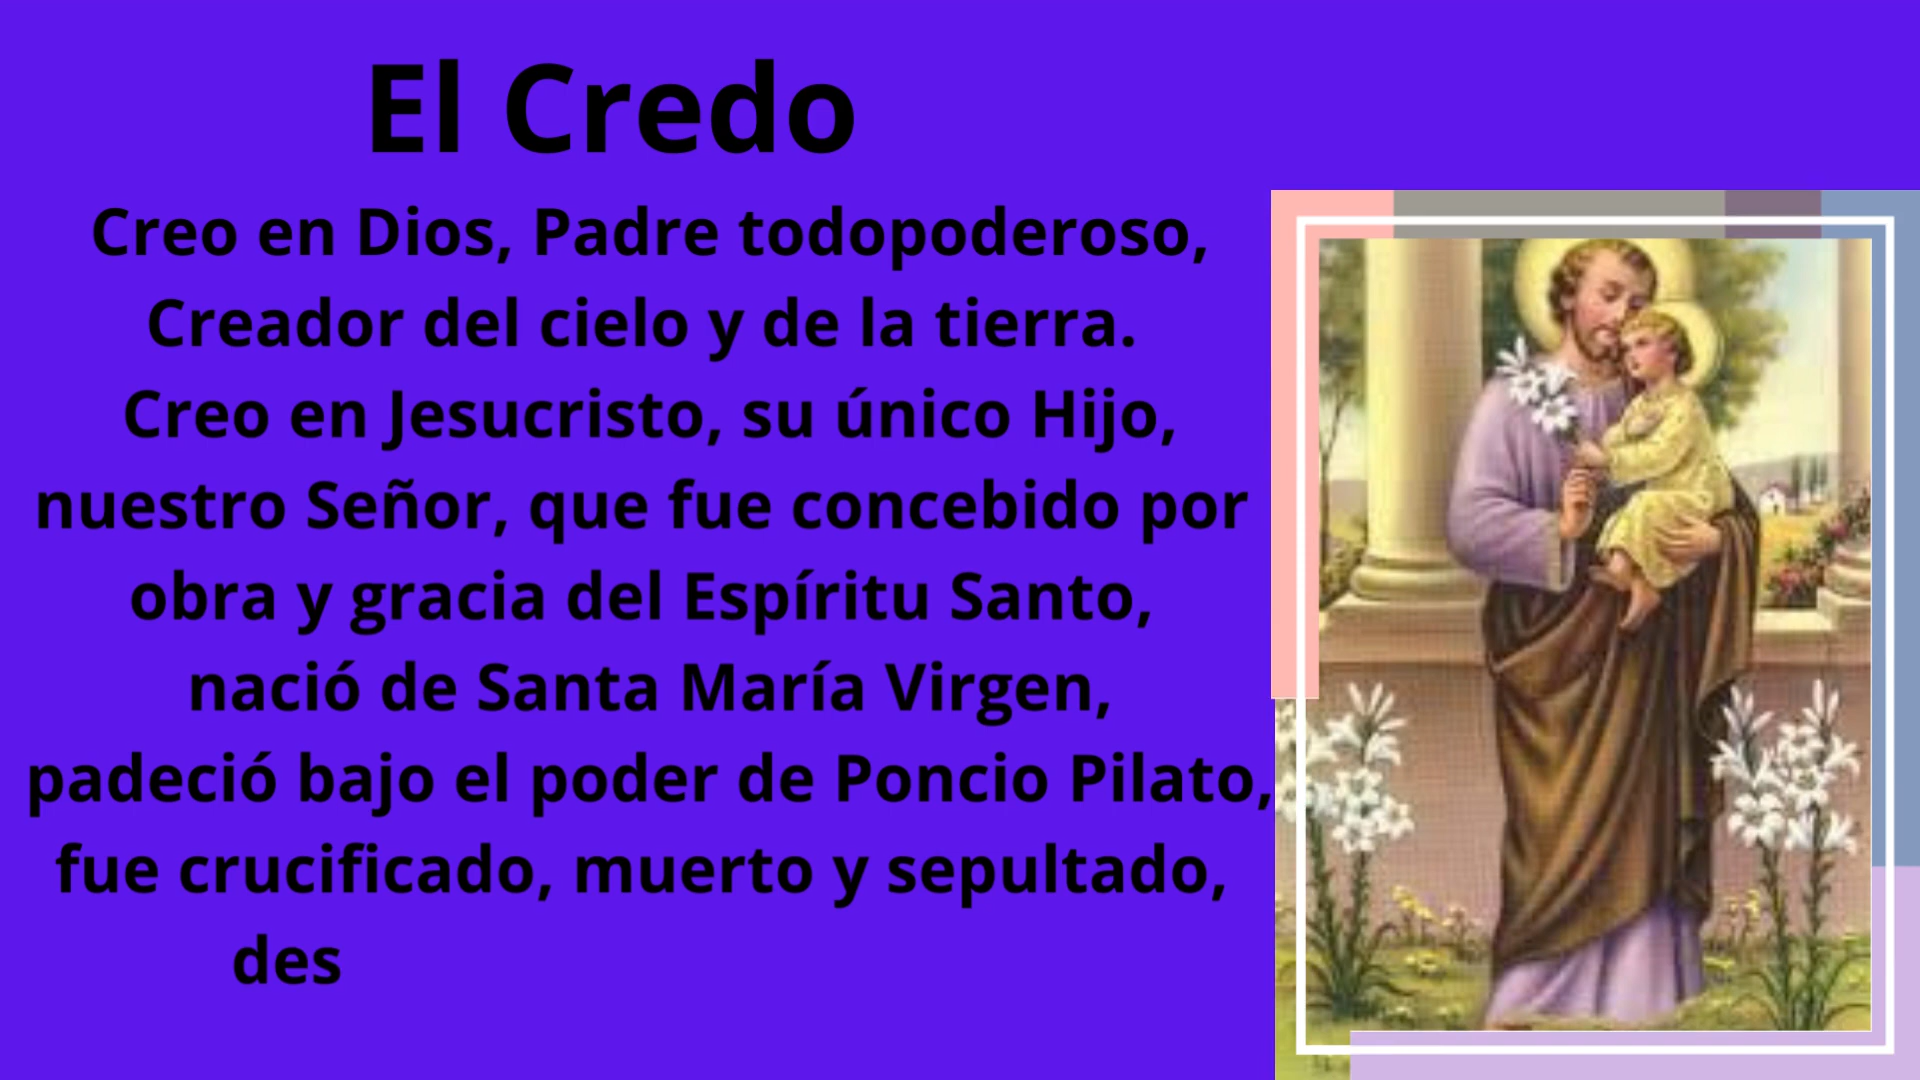 El Credo
Creo en Dios, Padre todopoderoso,
Creador del cielo y de la tierra.
Creo en Jesucristo, su único Hijo,
nuestro Señor, que fue concebido por
obra y gracia del Espíritu Santo,
nació de Santa María Virgen,
padeció bajo el poder de Poncio Pilato,
fue crucificado, muerto y sepultado,
des